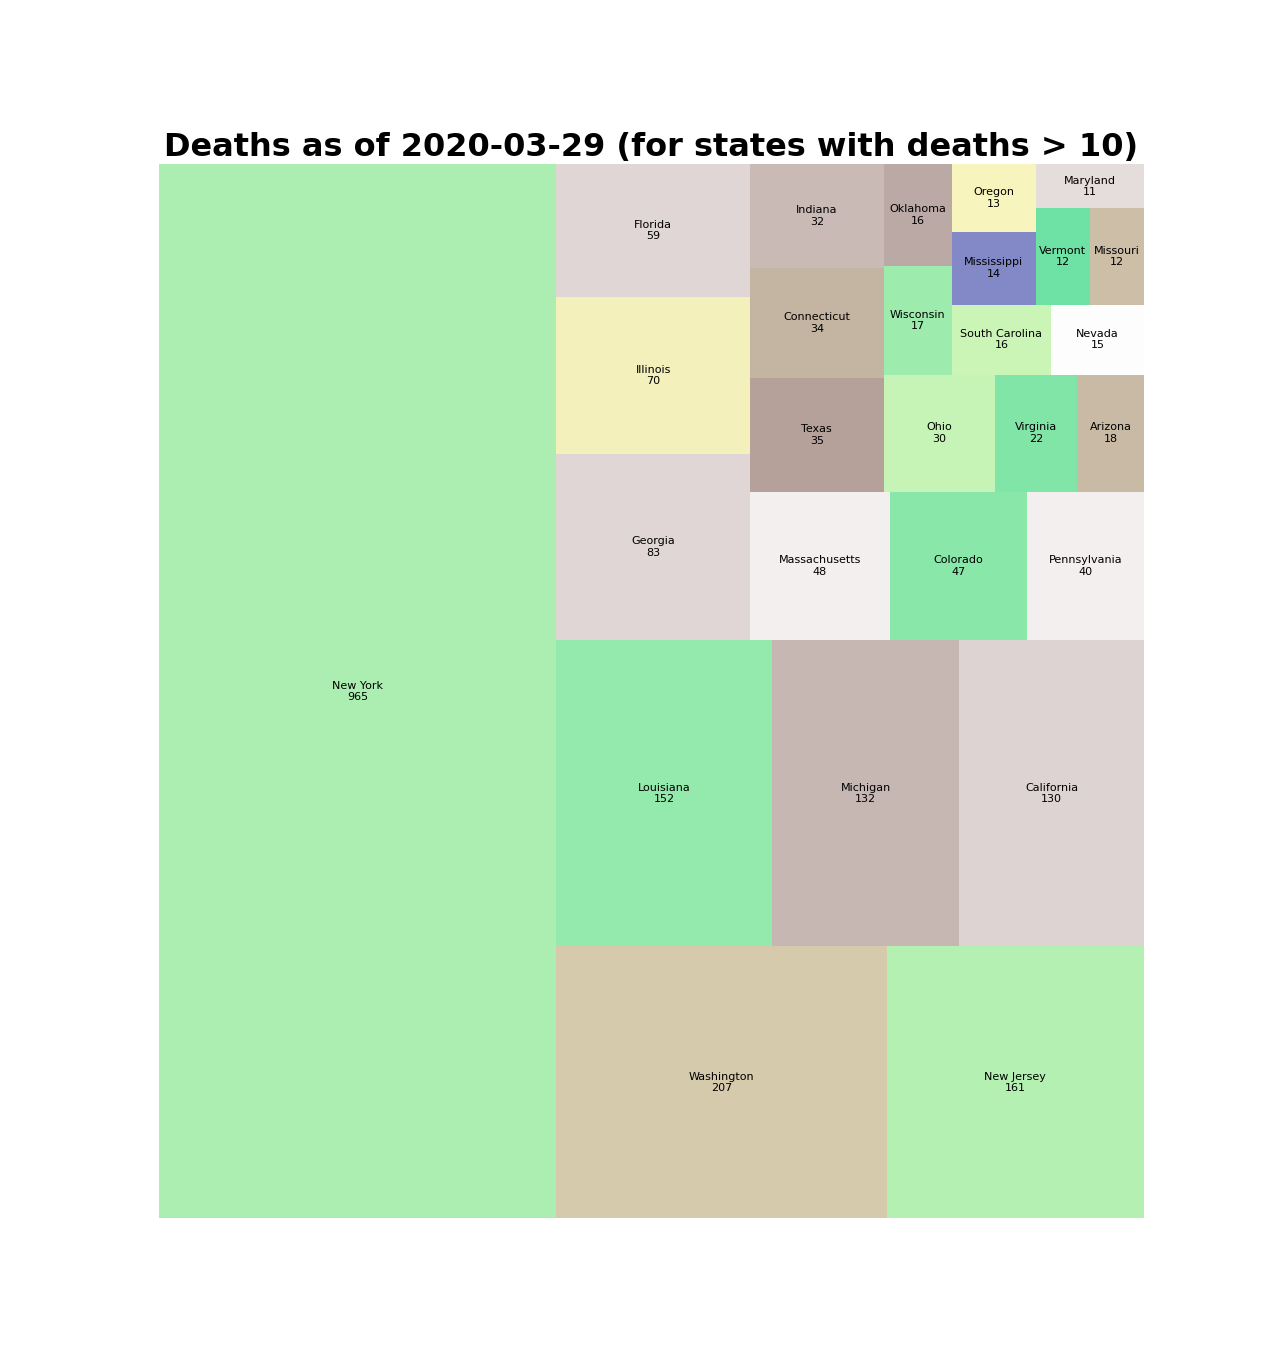 Deaths as of 2020-03-29 (for states with deaths > 10)
New York
965
Florida
59
Illinois
70
Georgia
83
Indiana
32
Connecticut
34
Texas
35
Oklahoma
16
Wisconsin
17
Oregon
13
Mississippi
14
Maryland
11
Vermont
12
Missouri
12
South Carolina
16
Nevada
15
Ohio
30
Virginia
22
Arizona
18
Massachusetts
48
Colorado
47
Pennsylvania
40
Louisiana
152
Michigan
132
California
130
Washington
207
New Jersey
161